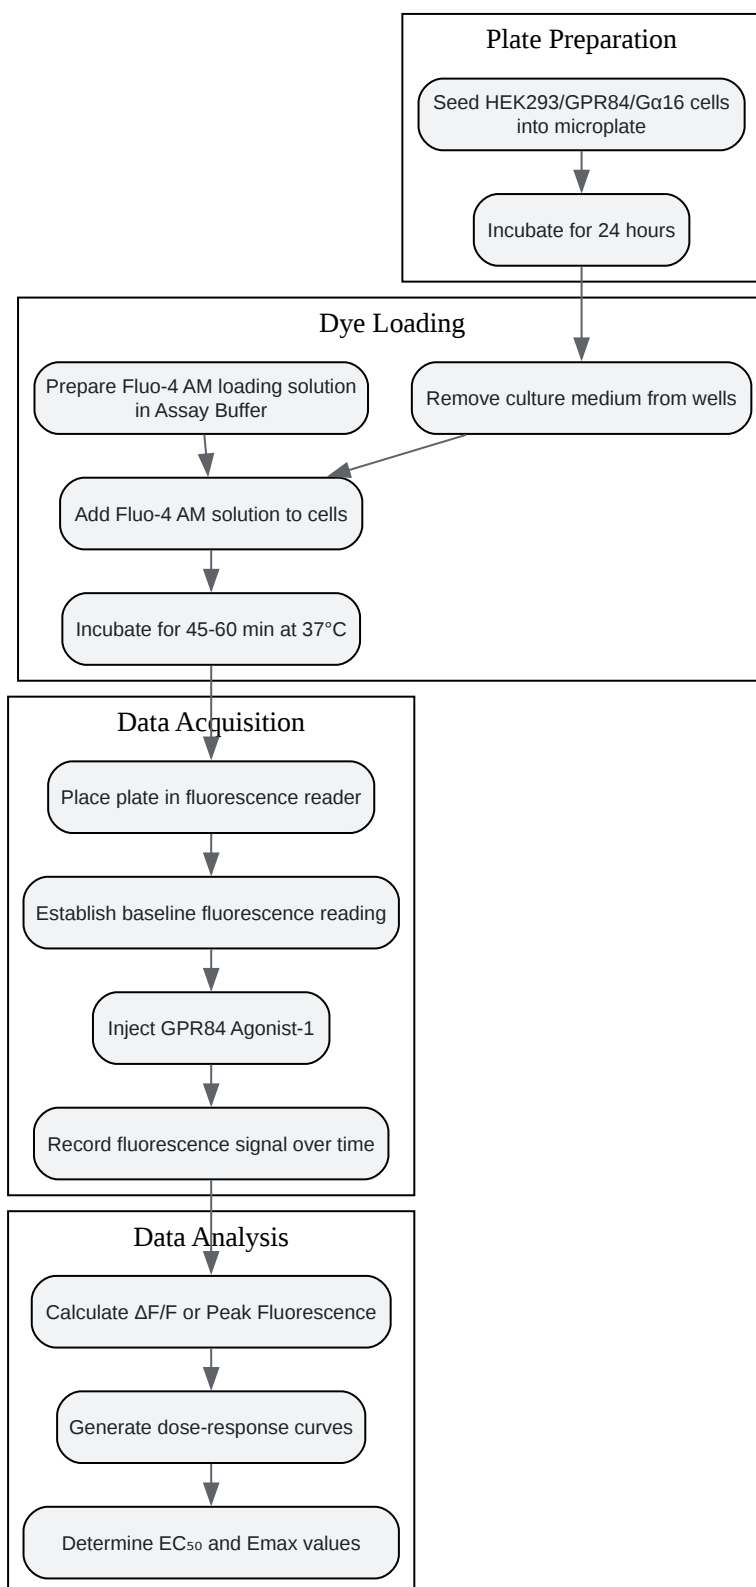 Plate Preparation
Seed HEK293/GPR84/Gα16 cells
into microplate
Incubate for 24 hours
Dye Loading
Prepare Fluo-4 AM loading solution
in Assay Buffer
Remove culture medium from wells
Add Fluo-4 AM solution to cells
Incubate for 45-60 min at 37°C
Data Acquisition
Place plate in fluorescence reader
Establish baseline fluorescence reading
Inject GPR84 Agonist-1
Record fluorescence signal over time
Data Analysis
Calculate ΔF/F or Peak Fluorescence
Generate dose-response curves
Determine EC₅₀ and Emax values